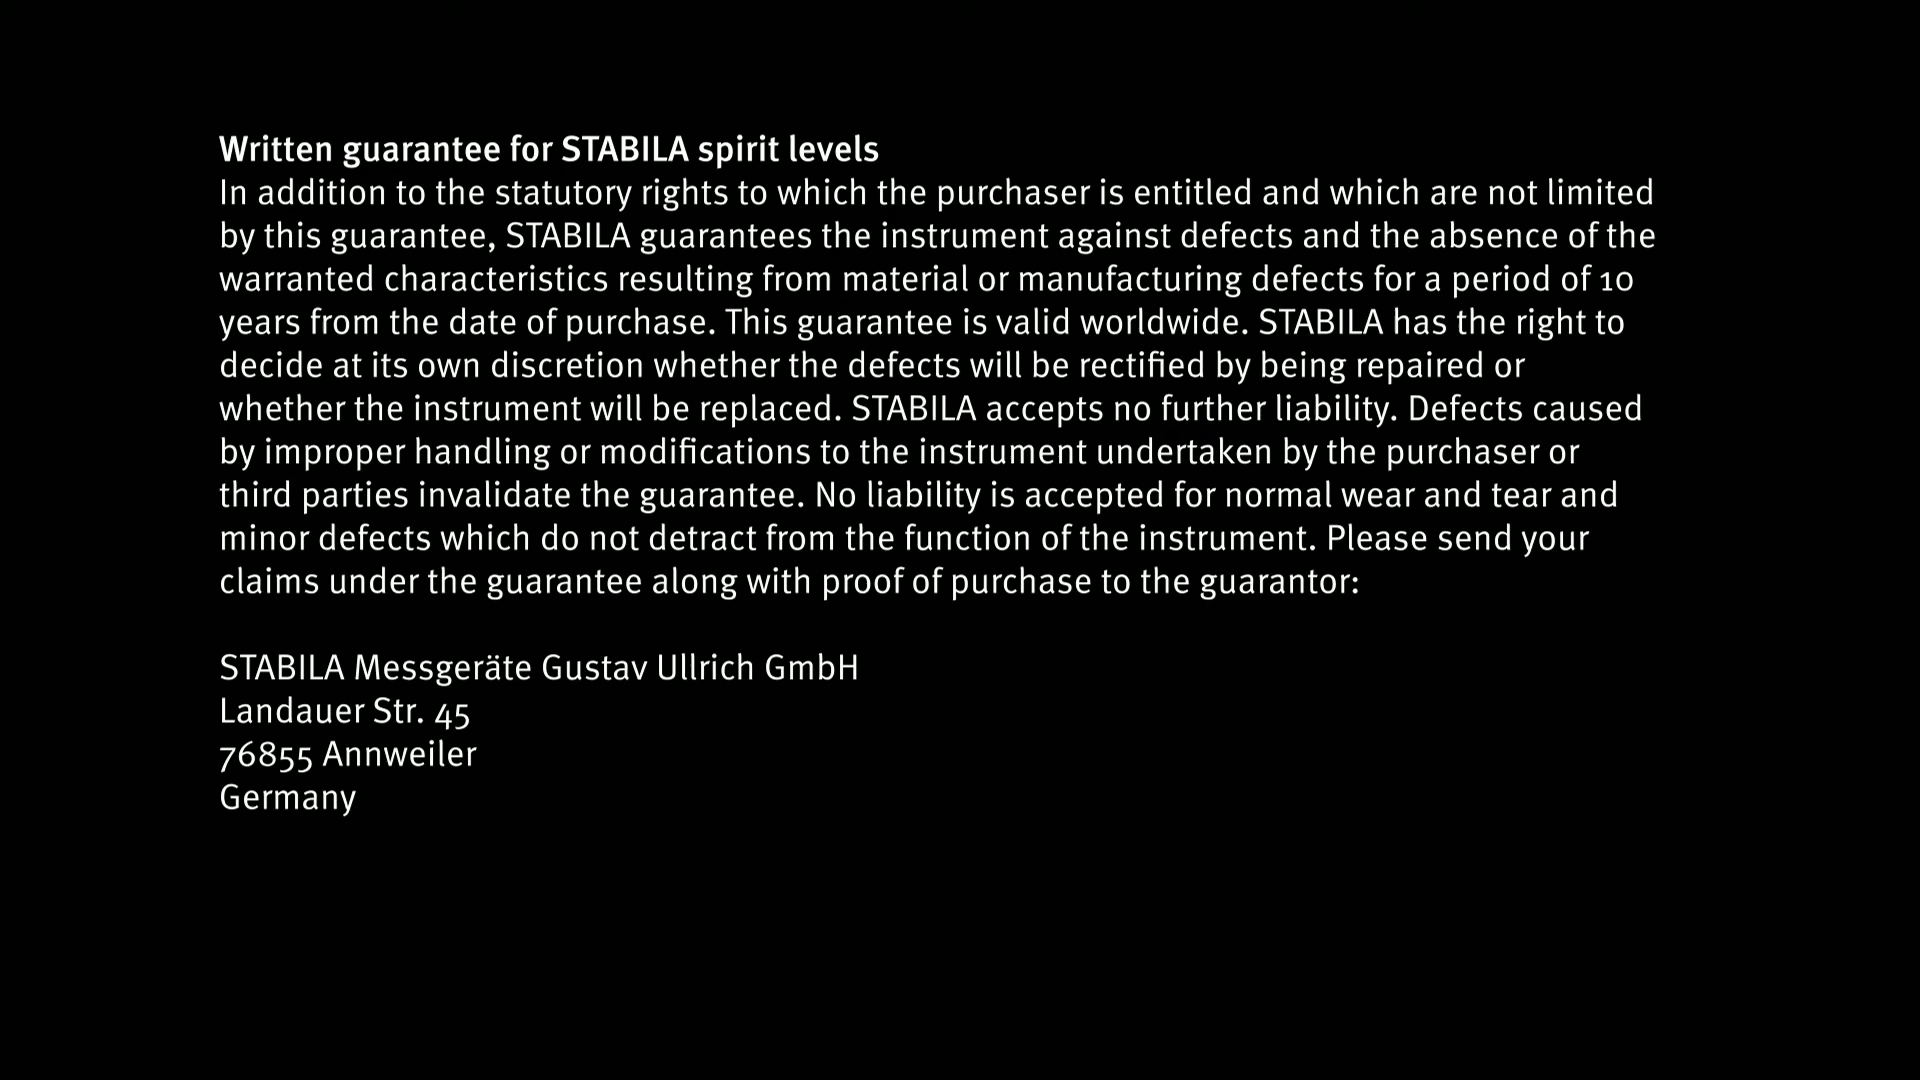 Written guarantee for STABILA spirit levels
In addition to the statutory rights to which the purchaser is entitled and which are not limited
by this guarantee, STABILA guarantees the instrument against defects and the absence of the
warranted characteristics resulting from material or manufacturing defects for a period of 10
years from the date of purchase. This guarantee is valid worldwide. STABILA has the right to
decide at its own discretion whether the defects will be rectified by being repaired or
whether the instrument will be replaced. STABILA accepts no further liability. Defects caused
by improper handling or modifications to the instrument undertaken by the purchaser or
third parties invalidate the guarantee. No liability is accepted for normal wear and tear and
minor defects which do not detract from the function of the instrument. Please send your
claims under the guarantee along with proof of purchase to the guarantor:
STABILA Messgeräte Gustav Ullrich GmbH
Landauer Str. 45
76855 Annweiler
Germany